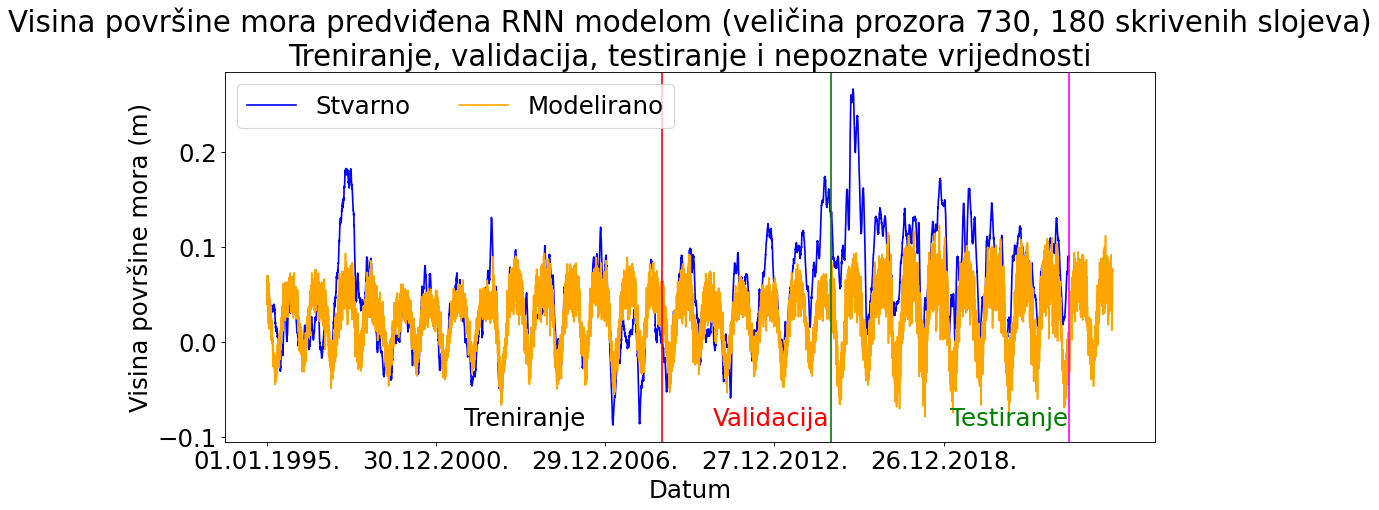 Visina površine mora predviđena RNN modelom (veličina prozora 730, 180 skrivenih slojeva)
Treniranje, validacija, testiranje i nepoznate vrijednosti
Stvarno Modelirano
Visina površine mora (m)
0.2
0.1
0.0
−0.1
Treniranje Validacija Testiranje
01.01.1995. 30.12.2000. 29.12.2006. 27.12.2012. 26.12.2018.
Datum